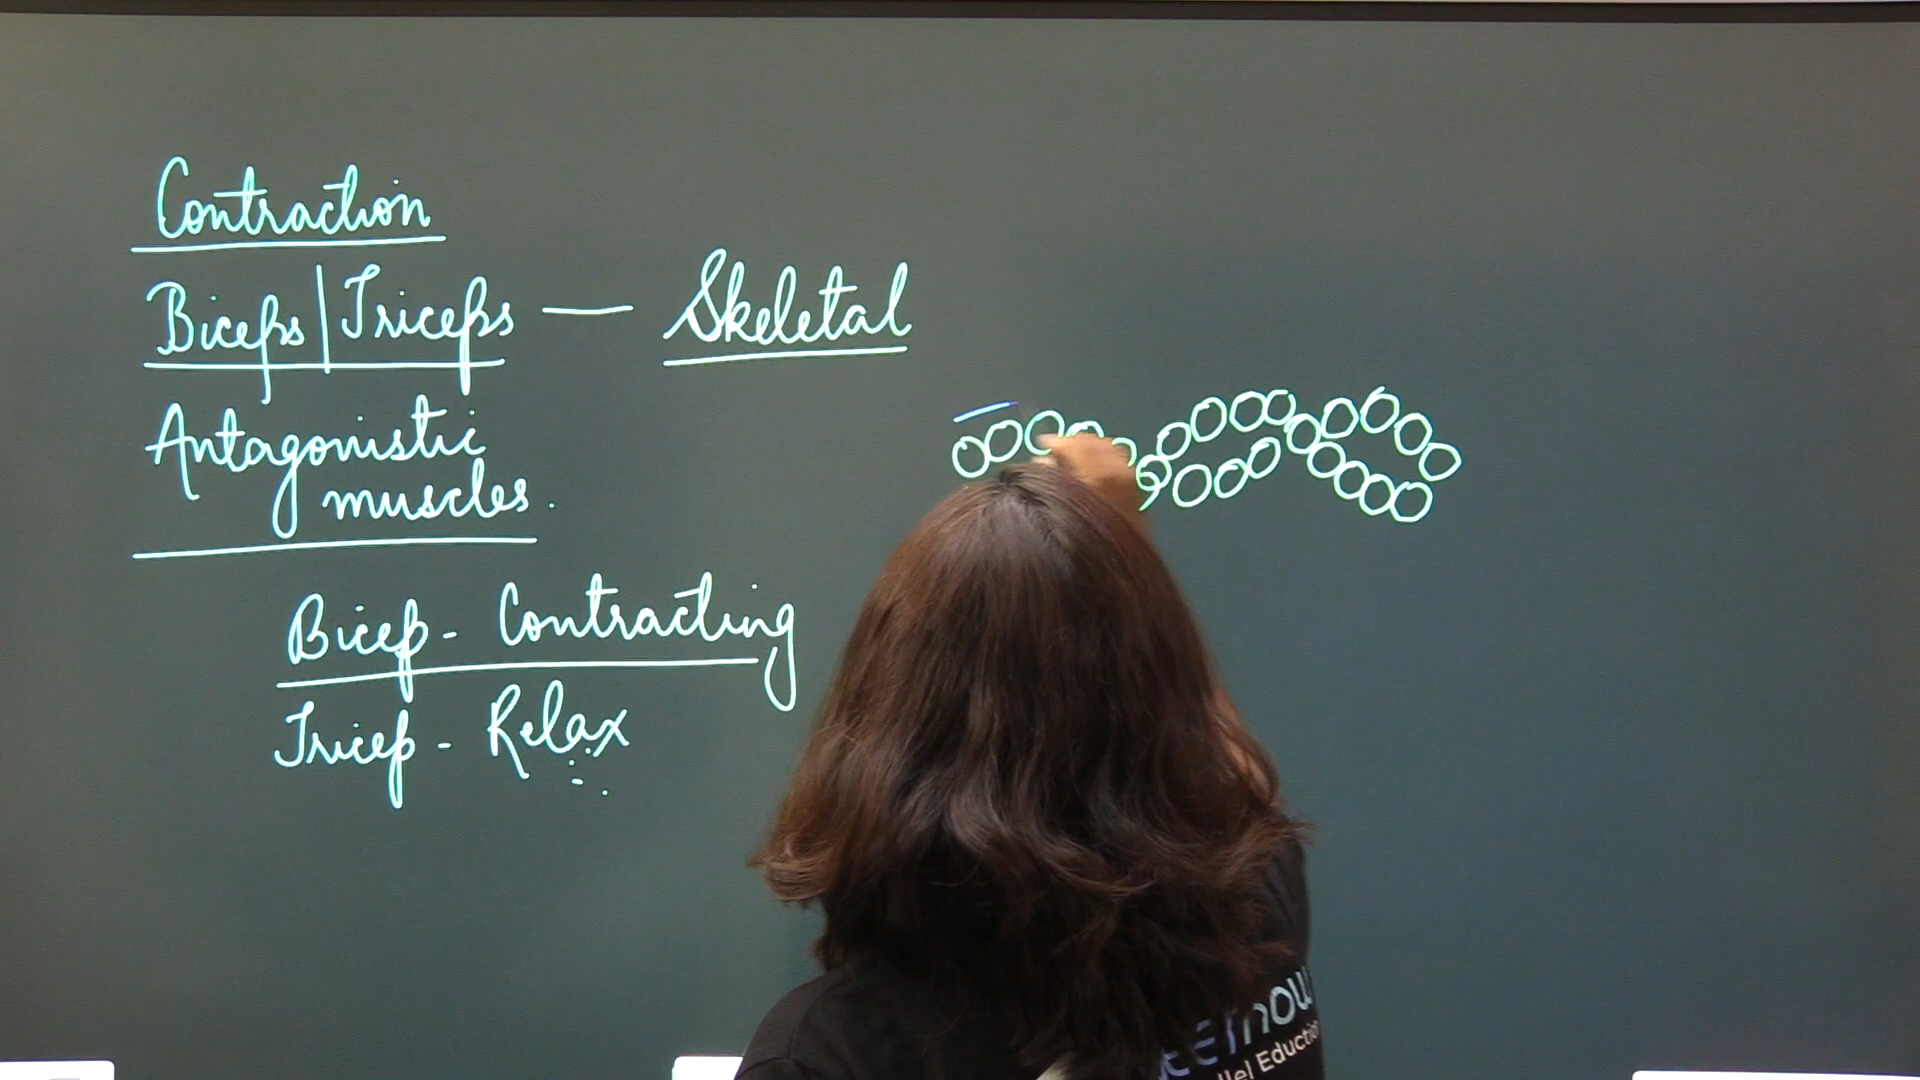 Contraction
Biceps | Triceps — Skeletal
Antagonistic
muscles.
Bicep - Contracting
Tricep - Relax